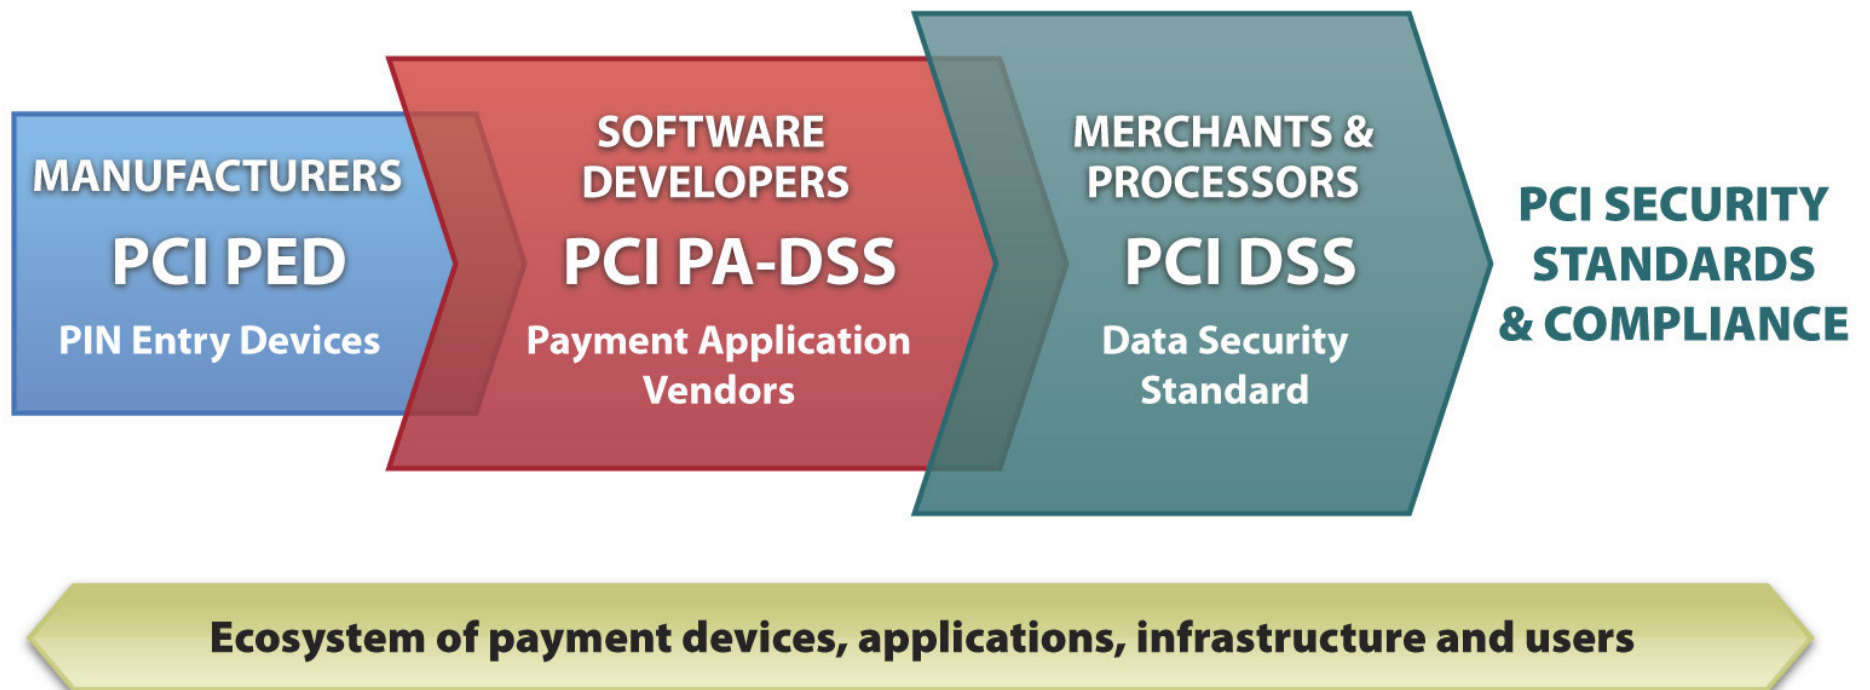 MANUFACTURERS
PCI PED
PIN Entry Devices
SOFTWARE
DEVELOPERS
PCI PA-DSS
Payment Application
Vendors
MERCHANTS &
PROCESSORS
PCI DSS
Data Security
Standard
PCI SECURITY
STANDARDS
& COMPLIANCE
Ecosystem of payment devices, applications, infrastructure and users